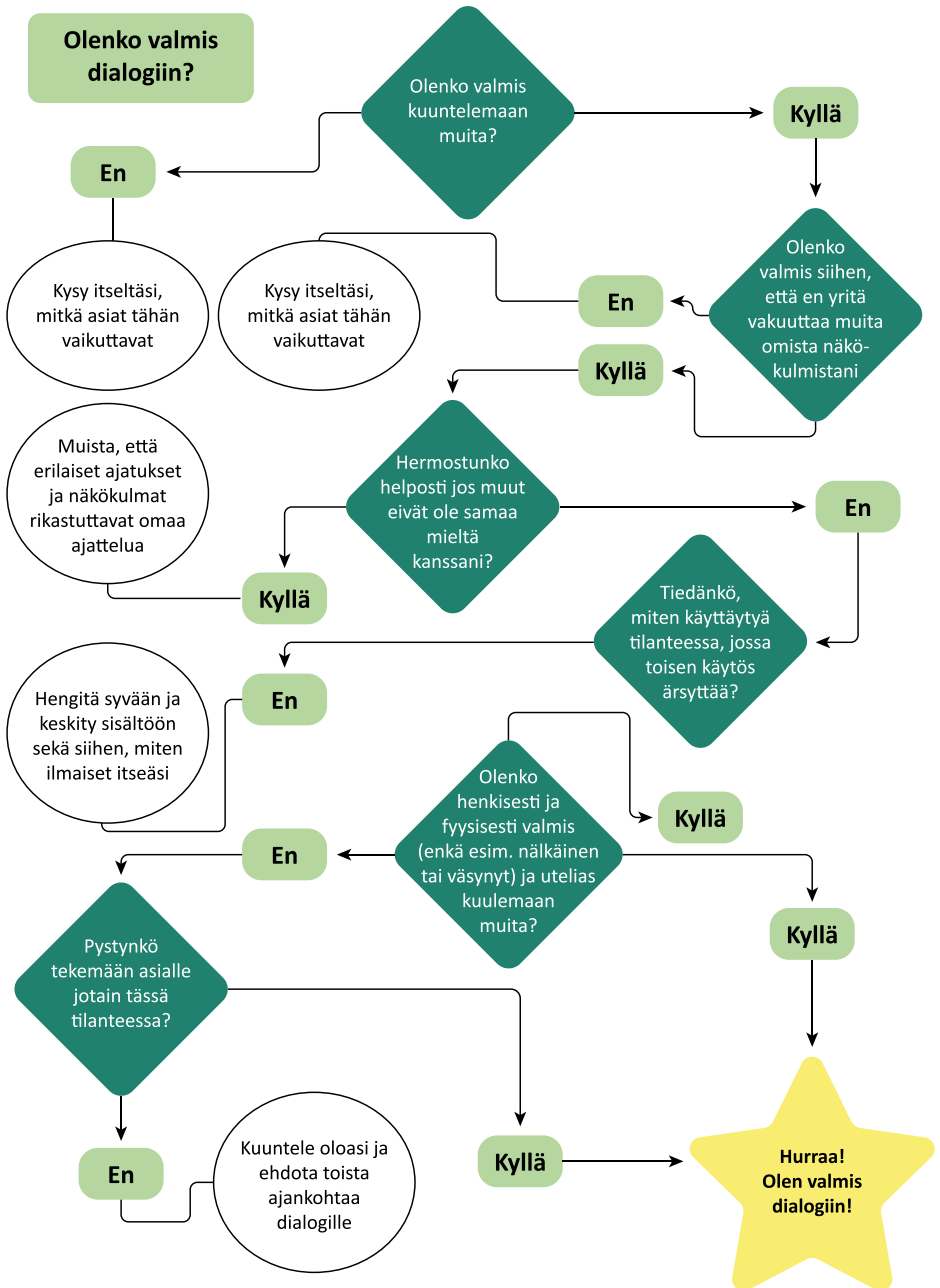 Olenko valmis
dialogiin?
Olenko valmis
kuuntelemaan
muita?
Kyllä
En
Kysy itseltäsi,
mitkä asiat tähän
vaikuttavat
Kysy itseltäsi,
mitkä asiat tähän
vaikuttavat
En
Olenko
valmis siihen,
että en yritä
vakuuttaa muita
omista näkö-
kulmistani
Kyllä
Muista, että
erilaiset ajatukset
ja näkökulmat
rikastuttavat omaa
ajattelua
Hermostunko
helposti jos muut
eivät ole samaa
mieltä
kanssani?
En
Kyllä
Tiedänkö,
miten käyttäytyä
tilanteessa, jossa
toisen käytös
ärsyttää?
En
Hengitä syvään ja
keskity sisältöön
sekä siihen, miten
ilmaiset itseäsi
Olenko
henkisesti ja
fyysisesti valmis
(enkä esim. nälkäinen
tai väsynyt) ja utelias
kuulemaan
muita?
Kyllä
En
Kyllä
Pystynkö
tekemään asialle
jotain tässä
tilanteessa?
En
Kuuntele oloasi ja
ehdota toista
ajankohtaa
dialogille
Kyllä
Hurraa!
Olen valmis
dialogiin!